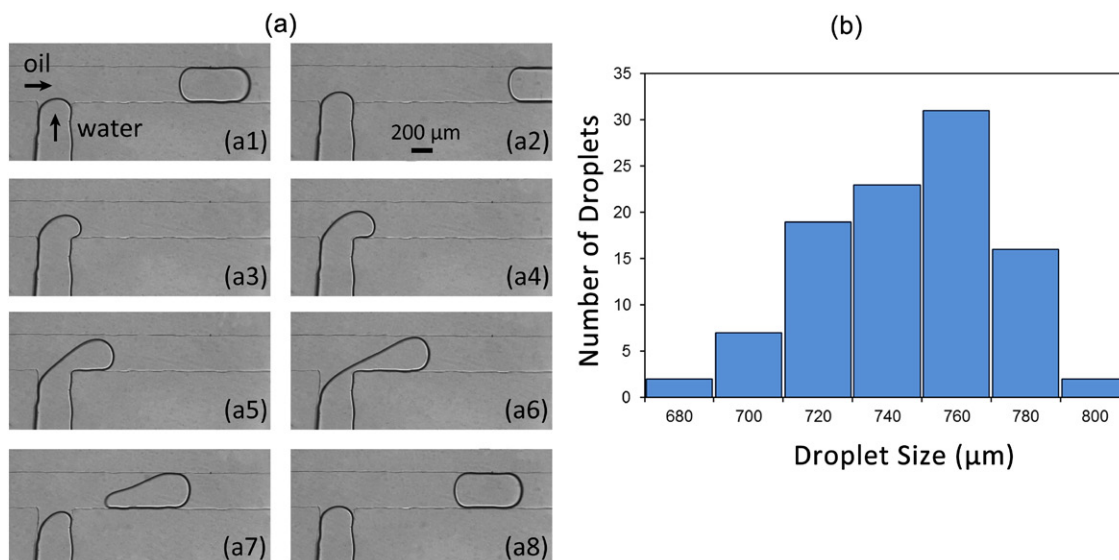 (a)
oil
water
(a1)
200 µm
(a2)
(a3)
(a4)
(a5)
(a6)
(a7)
(a8)
(b)
Number of Droplets
35
30
25
20
15
10
5
0
680 700 720 740 760 780 800
Droplet Size (µm)